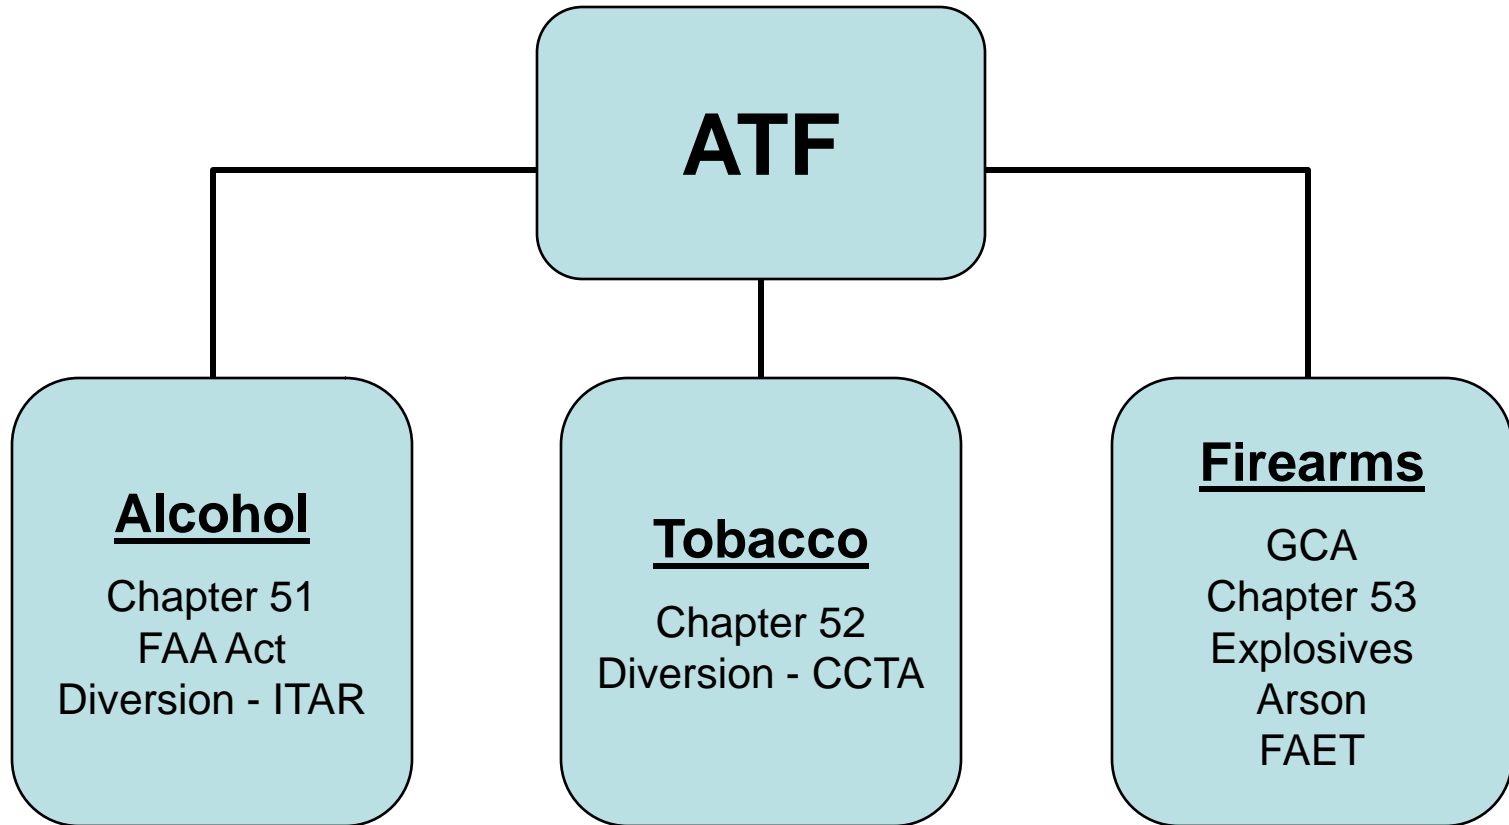 ATF
Alcohol
Chapter 51
FAA Act
Diversion - ITAR
Tobacco
Chapter 52
Diversion - CCTA
Firearms
GCA
Chapter 53
Explosives
Arson
FAET